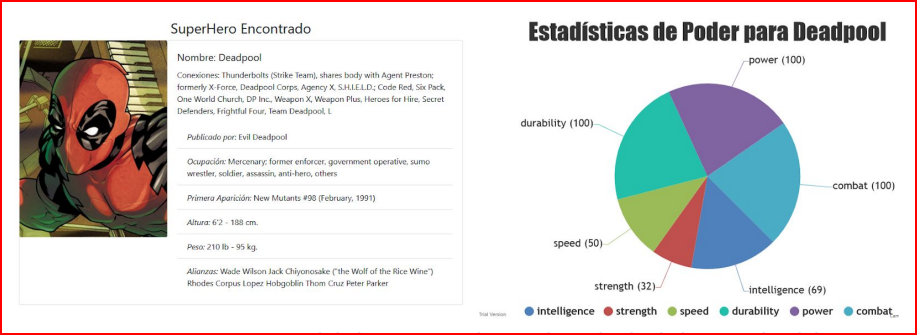 SuperHero Encontrado
Nombre: Deadpool
Conexiones: Thunderbolts (Strike Team), shares body with Agent Preston;
formerly X-Force, Deadpool Corps, Agency X, S.H.I.E.L.D.; Code Red, Six Pack,
One World Church, DP Inc., Weapon X, Weapon Plus, Heroes for Hire, Secret
Defenders, Frightful Four, Team Deadpool, I.
Publicado por: Evil Deadpool
Ocupación: Mercenary; former enforcer, government operative, sumo
wrestler, soldier, assassin, anti-hero, others
Primera Aparición: New Mutants #98 (February, 1991)
Altura: 6'2 - 188 cm.
Peso: 210 lb - 95 kg.
Alianzas: Wade Wilson Jack Chiyonosake ("the Wolf of the Rice Wine")
Rhodes Corpus Lopez Hobgoblin Thom Cruz Peter Parker
Estadísticas de Poder para Deadpool
power (100)
durability (100)
combat (100)
speed (50)
strength (32)
intelligence (69)
Trial Version
intelligence strength speed durability power combat